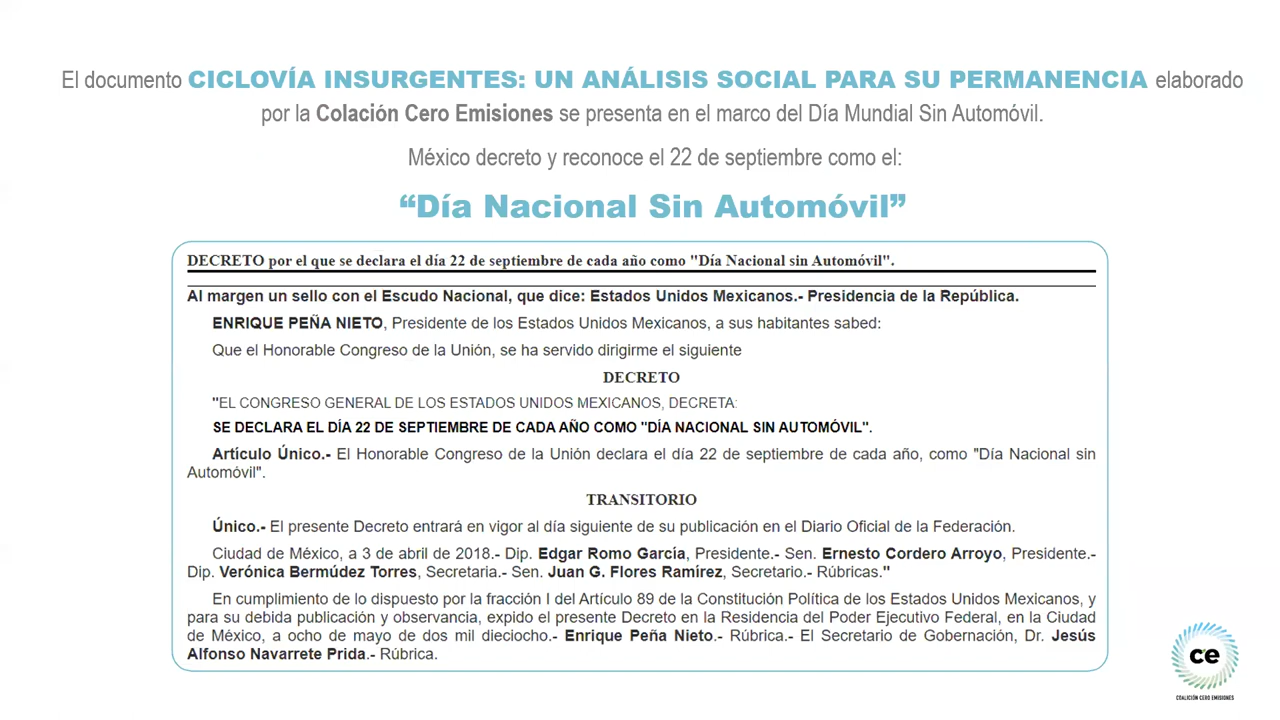 El documento CICLOVÍA INSURGENTES: UN ANÁLISIS SOCIAL PARA SU PERMANENCIA elaborado
por la Colación Cero Emisiones se presenta en el marco del Día Mundial Sin Automóvil.
México decreto y reconoce el 22 de septiembre como el:
“Día Nacional Sin Automóvil”
DECRETO por el que se declara el día 22 de septiembre de cada año como "Día Nacional sin Automóvil".
Al margen un sello con el Escudo Nacional, que dice: Estados Unidos Mexicanos.- Presidencia de la República.
ENRIQUE PEÑA NIETO, Presidente de los Estados Unidos Mexicanos, a sus habitantes sabed:
Que el Honorable Congreso de la Unión, se ha servido dirigirme el siguiente
DECRETO
"EL CONGRESO GENERAL DE LOS ESTADOS UNIDOS MEXICANOS, DECRETA:
SE DECLARA EL DÍA 22 DE SEPTIEMBRE DE CADA AÑO COMO "DÍA NACIONAL SIN AUTOMÓVIL".
Artículo Único.- El Honorable Congreso de la Unión declara el día 22 de septiembre de cada año, como "Día Nacional sin
Automóvil".
TRANSITORIO
Único.- El presente Decreto entrará en vigor al día siguiente de su publicación en el Diario Oficial de la Federación.
Ciudad de México, a 3 de abril de 2018.- Dip. Edgar Romo García, Presidente.- Sen. Ernesto Cordero Arroyo, Presidente.-
Dip. Verónica Bermúdez Torres, Secretaria.- Sen. Juan G. Flores Ramírez, Secretario.- Rúbricas."
En cumplimiento de lo dispuesto por la fracción I del Artículo 89 de la Constitución Política de los Estados Unidos Mexicanos, y
para su debida publicación y observancia, expido el presente Decreto en la Residencia del Poder Ejecutivo Federal, en la Ciudad
de México, a ocho de mayo de dos mil dieciocho.- Enrique Peña Nieto.- Rúbrica.- El Secretario de Gobernación, Dr. Jesús
Alfonso Navarrete Prida.- Rúbrica.
ce
COALICIÓN CERO EMISIONES